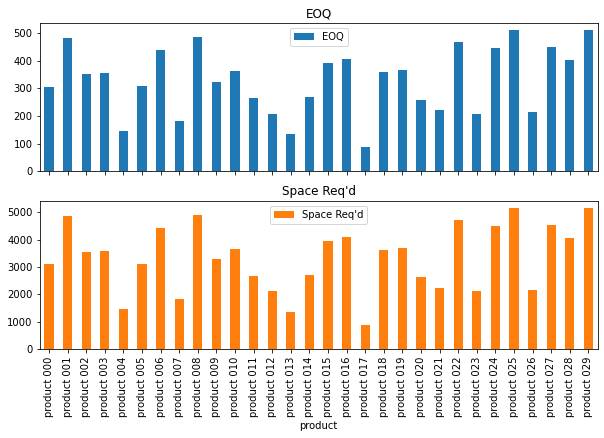 EOQ
EOQ
500
400
300
200
100
0
Space Req'd
Space Req'd
5000
4000
3000
2000
1000
0
product 000
product 001
product 002
product 003
product 004
product 005
product 006
product 007
product 008
product 009
product 010
product 011
product 012
product 013
product 014
product 015
product 016
product 017
product 018
product 019
product 020
product 021
product 022
product 023
product 024
product 025
product 026
product 027
product 028
product 029
product